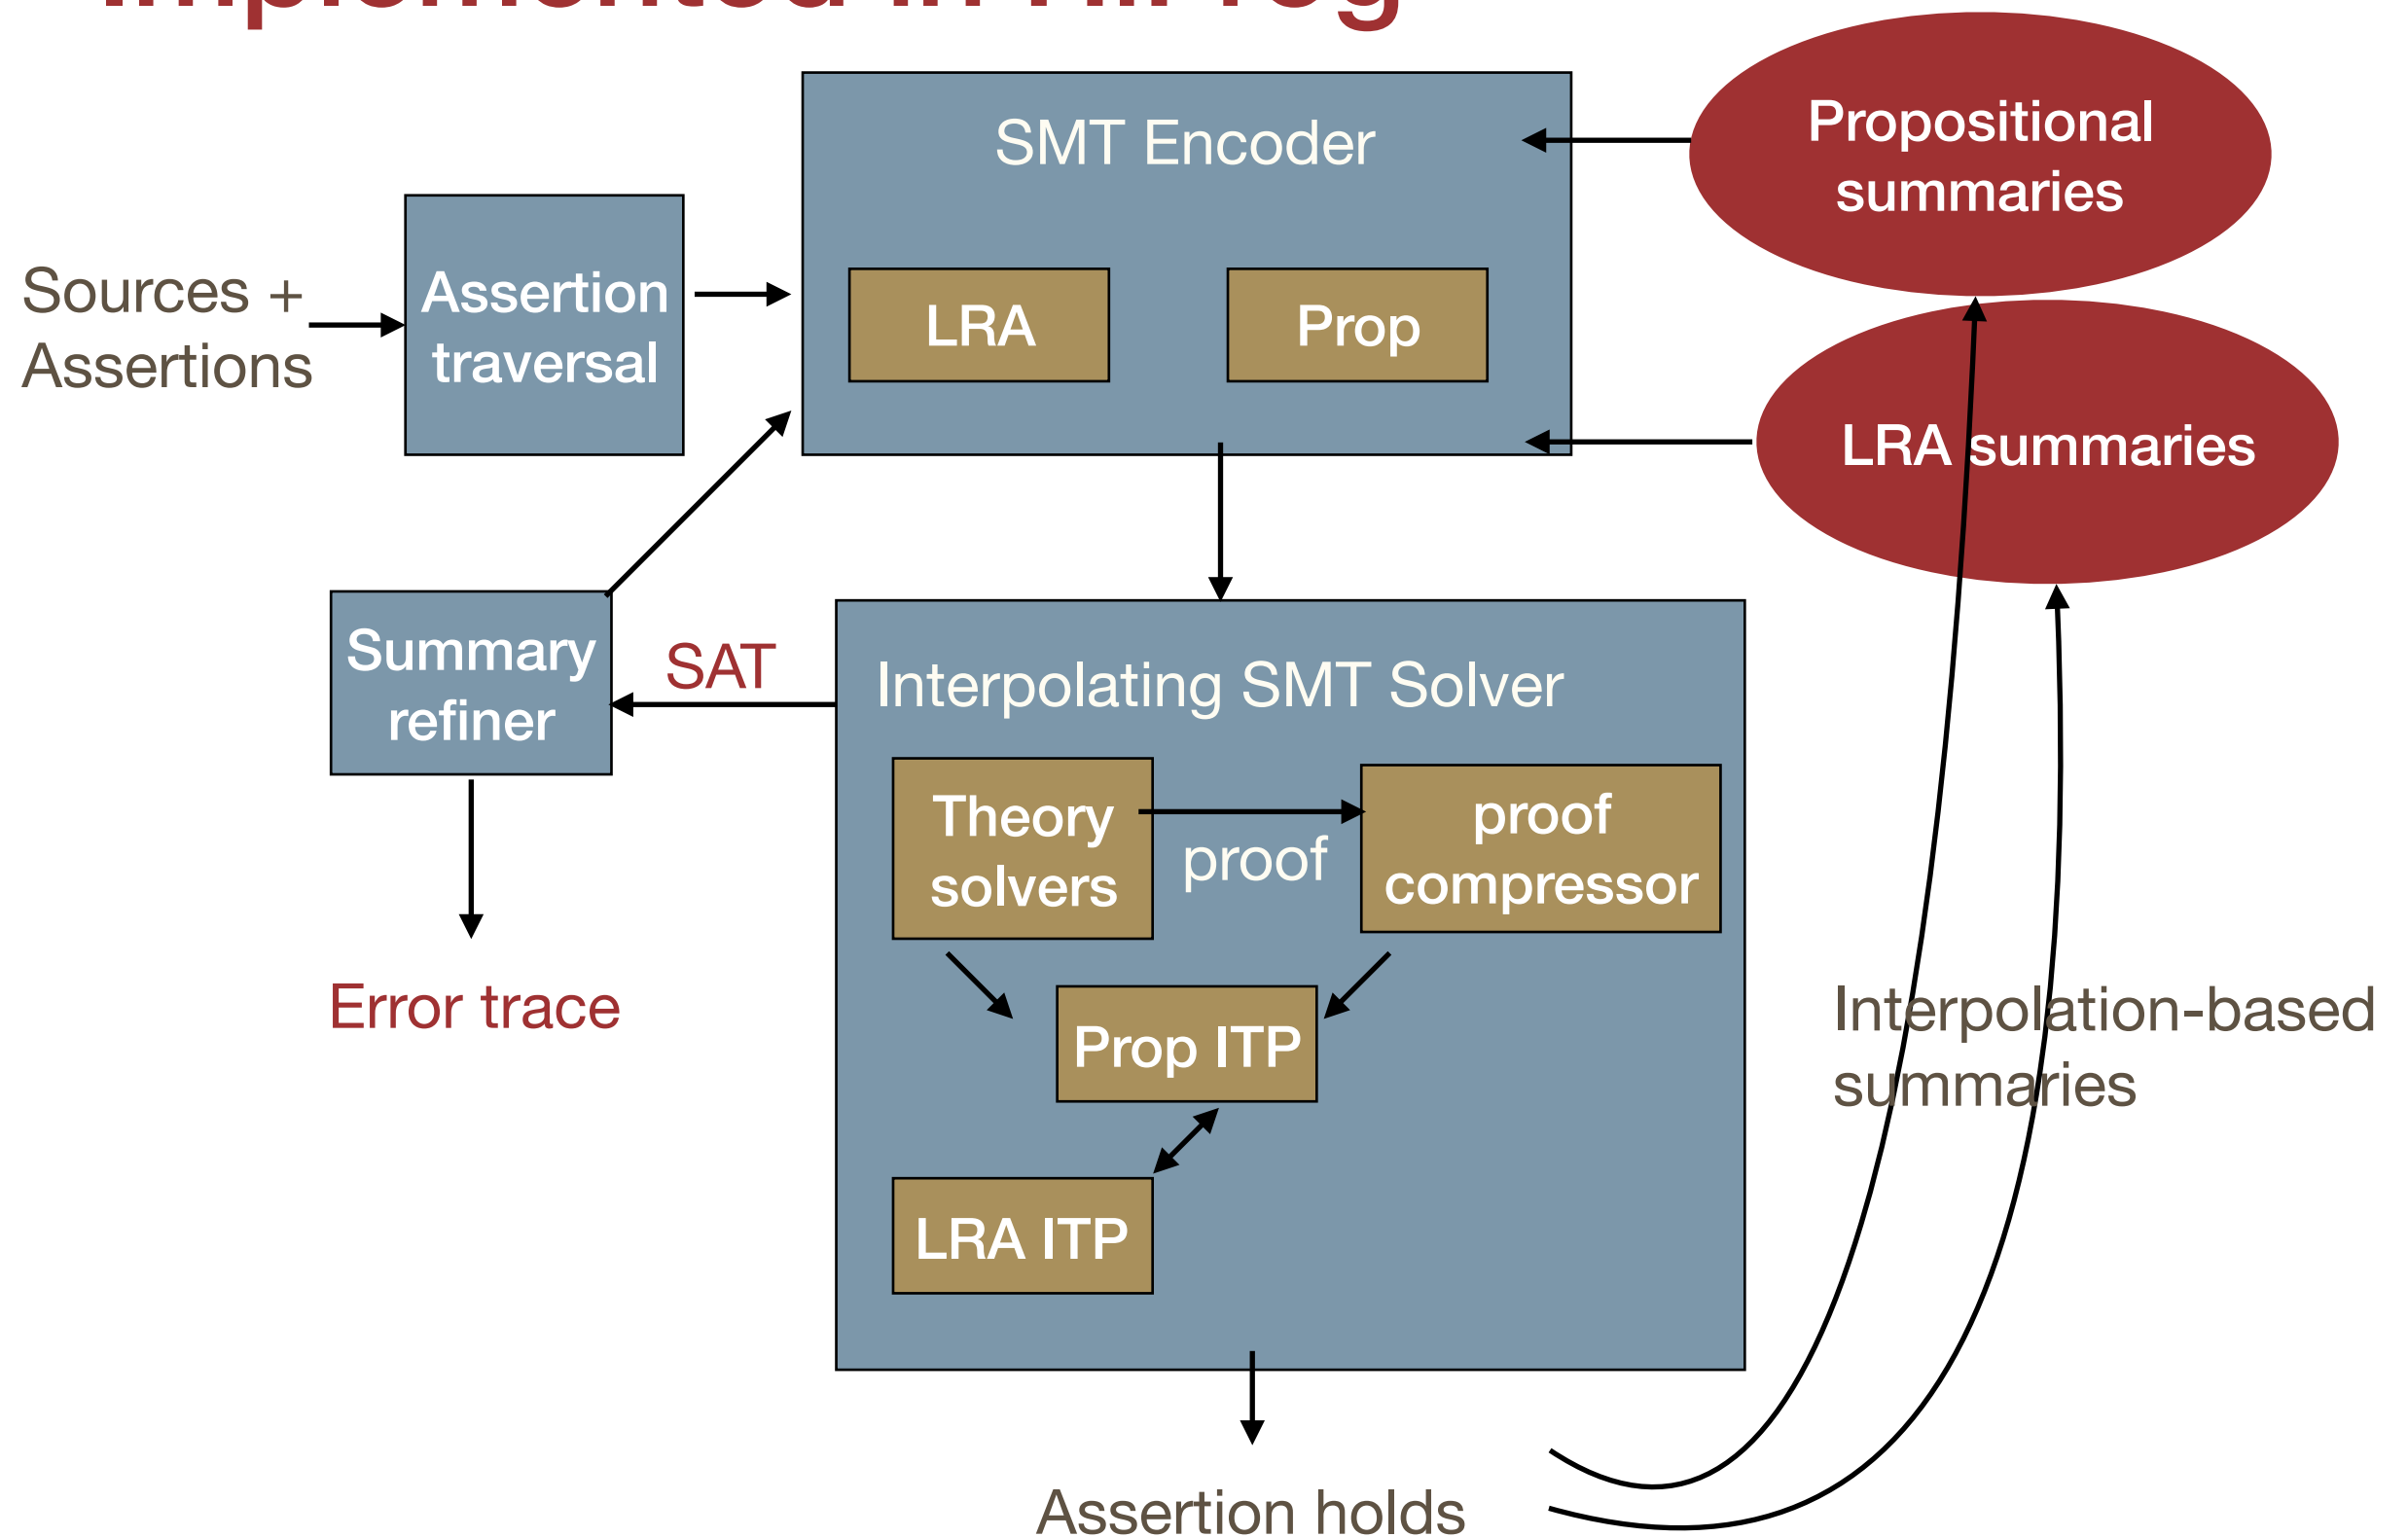 SMT Encoder
Propositional
summaries
Sources +
Assertions
Assertion
traversal
LRA
Prop
LRA summaries
Summary
refiner
SAT
Interpolating SMT Solver
Theory
solvers
proof
proof
compressor
Error trace
Prop ITP
Interpolation-based
summaries
LRA ITP
Assertion holds